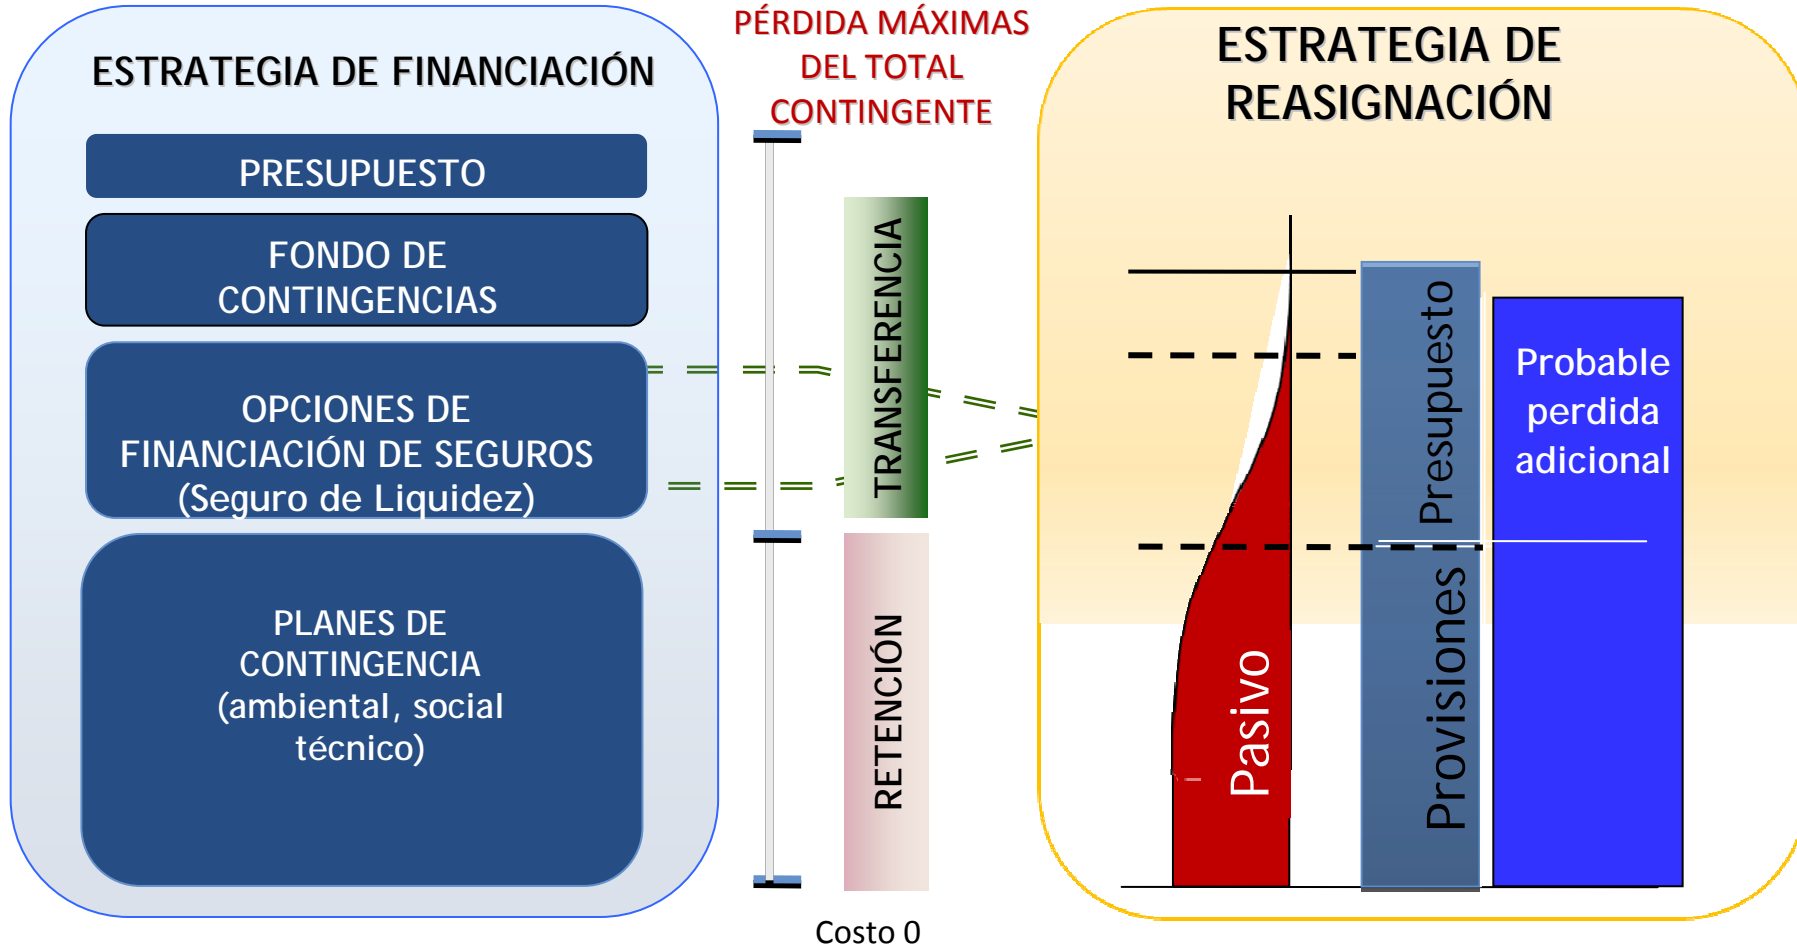 ESTRATEGIA DE FINANCIACIÓN
PRESUPUESTO
FONDO DE
CONTINGENCIAS
OPCIONES DE
FINANCIACIÓN DE SEGUROS
(Seguro de Liquidez)
PLANES DE
CONTINGENCIA
(ambiental, social
técnico)
PÉRDIDA MÁXIMAS
DEL TOTAL
CONTINGENTE
TRANSFERENCIA
RETENCIÓN
Costo 0
ESTRATEGIA DE
REASIGNACIÓN
Pasivo
Presupuesto
Provisiones
Probable
perdida
adicional